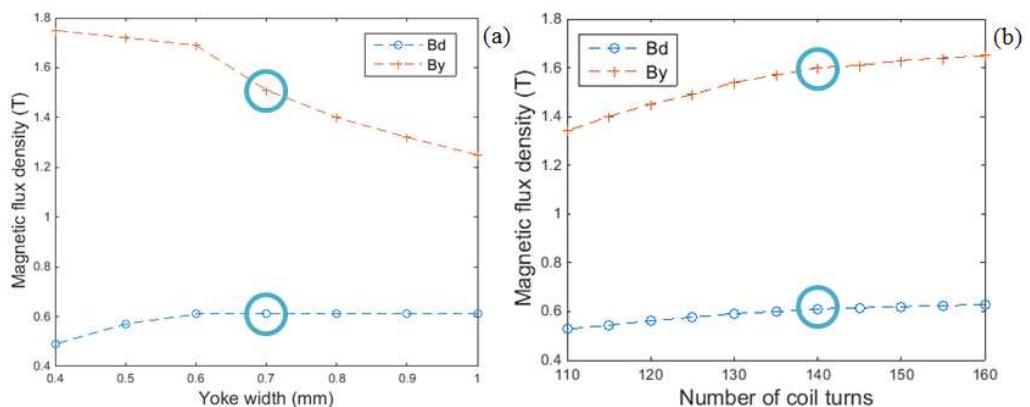 (a)
Magnetic flux density (T)
1.8
1.6
1.4
1.2
1
0.8
0.6
0.4
Bd
By
0.4 0.5 0.6 0.7 0.8 0.9 1
Yoke width (mm)
(b)
Magnetic flux density (T)
1.8
1.6
1.4
1.2
1
0.8
0.6
0.4
Bd
By
110 120 130 140 150 160
Number of coil turns